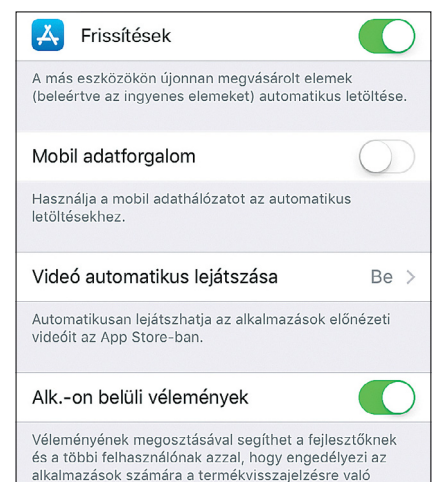 Frissítések
A más eszközökön újonnan megvásárolt elemek
(beleértve az ingyenes elemeket) automatikus letöltése.
Mobil adatforgalom
Használja a mobil adathálózatot az automatikus
letöltésekhez.
Videó automatikus lejátszása Be
Automatikusan lejátszhatja az alkalmazások előnézeti
videóit az App Store-ban.
Alk.-on belüli vélemények
Véleményének megosztásával segíthet a fejlesztőknek
és a többi felhasználónak azzal, hogy engedélyezi az
alkalmazások számára a termékvisszajelzésre való